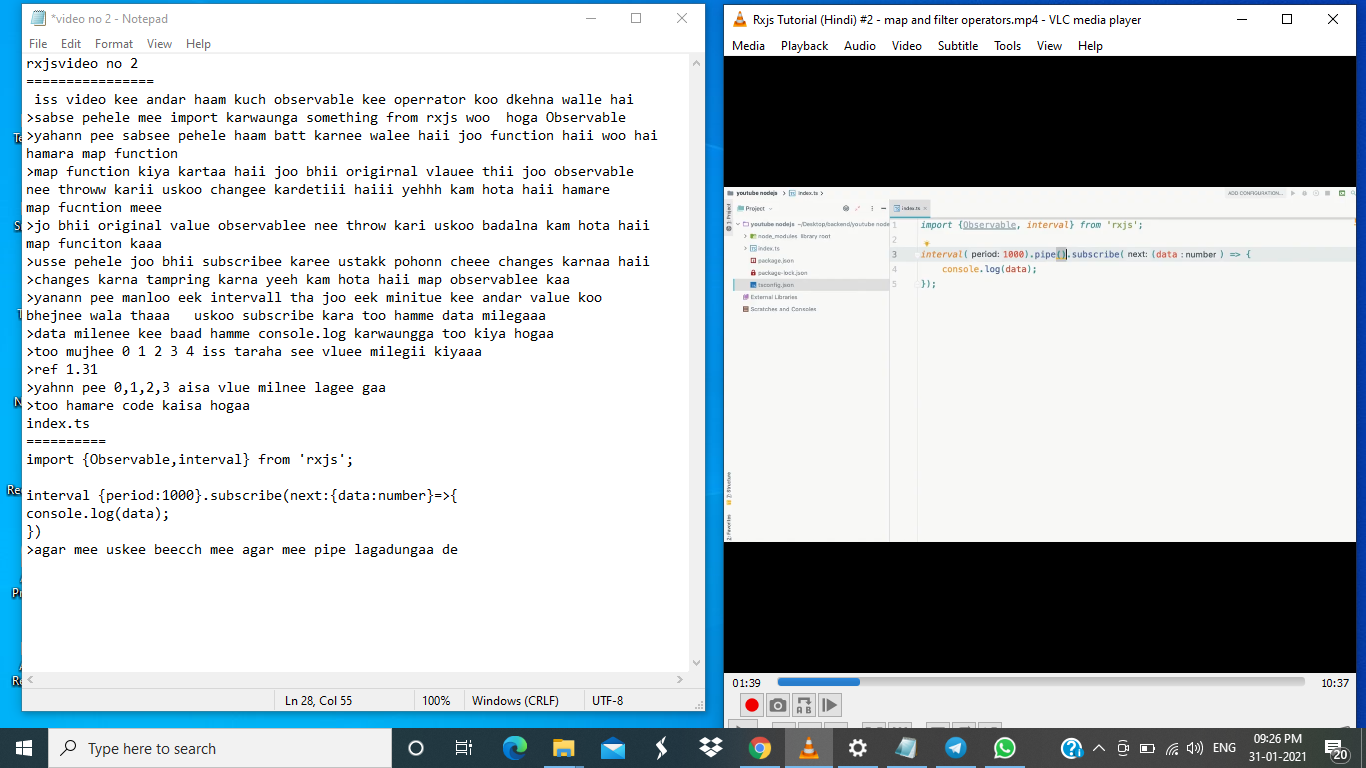 *video no 2 - Notepad
File Edit Format View Help
rxjsvideo no 2
================
iss video kee andar haam kuch observable kee operrator koo dkehna walle hai
>sabse pehele mee import karwaunga something from rxjs woo hoga Observable
>yahann pee sabsee pehele haam batt karnee walee haii joo function haii woo hai
hamara map function
>map function kiya kartaa haii joo bhii origirnal vlauee thii joo observable
nee throww karii uskoo changee kardetiii haiii yehhh kam hota haii hamare
map fucntion meee
>jo bhii original value observablee nee throw kari uskoo badalna kam hota haii
map funciton kaaa
>usse pehele joo bhii subscribee karee ustakk pohonn cheee changes karnaa haii
>changes karna tampring karna yeeh kam hota haii map observablee kaa
>yanann pee manloo eek intervall tha joo eek minitue kee andar value koo
bhejnee wala thaaa uskoo subscribe kara too hamme data milegaaa
>data milenee kee baad hamme console.log karwaungga too kiya hogaa
>too mujhee 0 1 2 3 4 iss taraha see vluee milegii kiyaaa
>ref 1.31
>yahnn pee 0,1,2,3 aisa vlue milnee lagee gaa
>too hamare code kaisa hogaa
index.ts
==========
import {Observable,interval} from 'rxjs';
interval {period:1000}.subscribe(next:{data:number}=>{
console.log(data);
})
>agar mee uskee beecch mee agar mee pipe lagadungaa de
Ln 28, Col 55 100% Windows (CRLF) UTF-8
Rxjs Tutorial (Hindi) #2 - map and filter operators.mp4 - VLC media player
Media Playback Audio Video Subtitle Tools View Help
youtube nodejs index.ts
ADD CONFIGURATION...
Project
index.ts
youtube nodejs ~/Desktop/backend/youtube node
node_modules library root
index.ts
package.json
package-lock.json
tsconfig.json
External Libraries
Scratches and Consoles
1 import {Observable, interval} from 'rxjs';
2
3 interval( period: 1000).pipe().subscribe( next: (data : number ) => {
4 console.log(data);
5 });
1: Project
2: Structure
2: Favorites
01:39 10:37
Type here to search
ENG
09:26 PM
31-01-2021
20